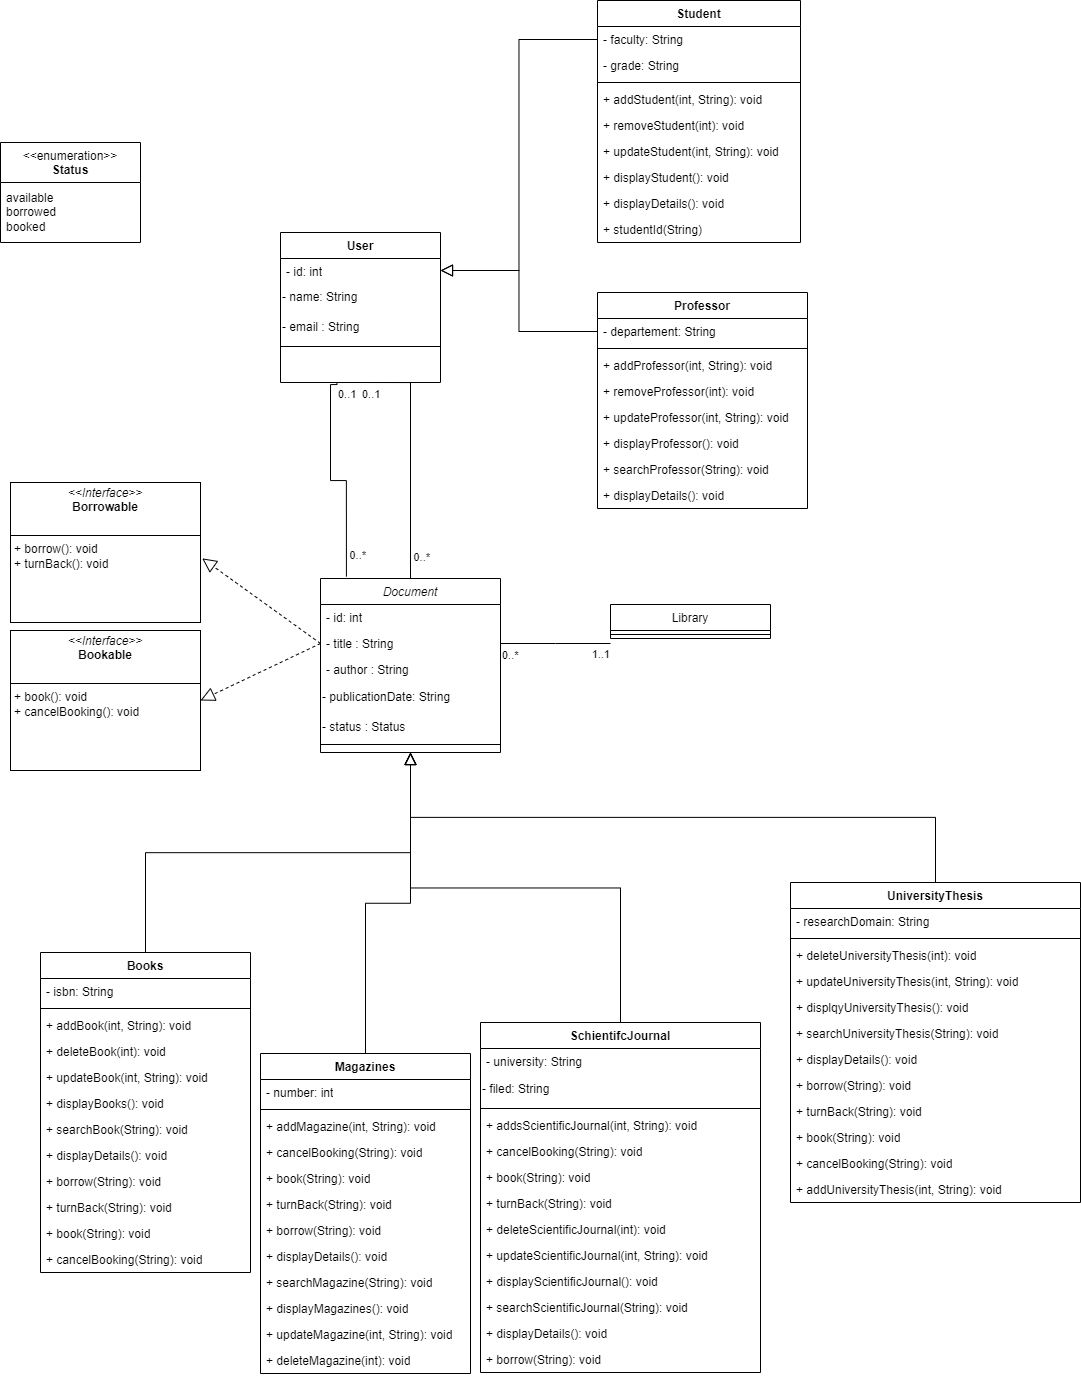 Student
- faculty: String
- grade: String
+ addStudent(int, String): void
+ removeStudent(int): void
+ updateStudent(int, String): void
+ displayStudent(): void
+ displayDetails(): void
+ studentId(String)
<<enumeration>>
Status
available
borrowed
booked
User
- id: int
- name: String
- email : String
Professor
- departement: String
+ addProfessor(int, String): void
+ removeProfessor(int): void
+ updateProfessor(int, String): void
+ displayProfessor(): void
+ searchProfessor(String): void
+ displayDetails(): void
0..1 0..1
0..*
0..*
<<Interface>>
Borrowable
+ borrow(): void
+ turnBack(): void
<<Interface>>
Bookable
+ book(): void
+ cancelBooking(): void
Document
- id: int
- title : String
- author : String
- publicationDate: String
- status : Status
0..*
1..1
Library
Books
- isbn: String
+ addBook(int, String): void
+ deleteBook(int): void
+ updateBook(int, String): void
+ displayBooks(): void
+ searchBook(String): void
+ displayDetails(): void
+ borrow(String): void
+ turnBack(String): void
+ book(String): void
+ cancelBooking(String): void
Magazines
- number: int
+ addMagazine(int, String): void
+ cancelBooking(String): void
+ book(String): void
+ turnBack(String): void
+ borrow(String): void
+ displayDetails(): void
+ searchMagazine(String): void
+ displayMagazines(): void
+ updateMagazine(int, String): void
+ deleteMagazine(int): void
SchientifcJournal
- university: String
- filed: String
+ addsScientificJournal(int, String): void
+ cancelBooking(String): void
+ book(String): void
+ turnBack(String): void
+ deleteScientificJournal(int): void
+ updateScientificJournal(int, String): void
+ displayScientificJournal(): void
+ searchScientificJournal(String): void
+ displayDetails(): void
+ borrow(String): void
UniversityThesis
- researchDomain: String
+ deleteUniversityThesis(int): void
+ updateUniversityThesis(int, String): void
+ displqyUniversityThesis(): void
+ searchUniversityThesis(String): void
+ displayDetails(): void
+ borrow(String): void
+ turnBack(String): void
+ book(String): void
+ cancelBooking(String): void
+ addUniversityThesis(int, String): void